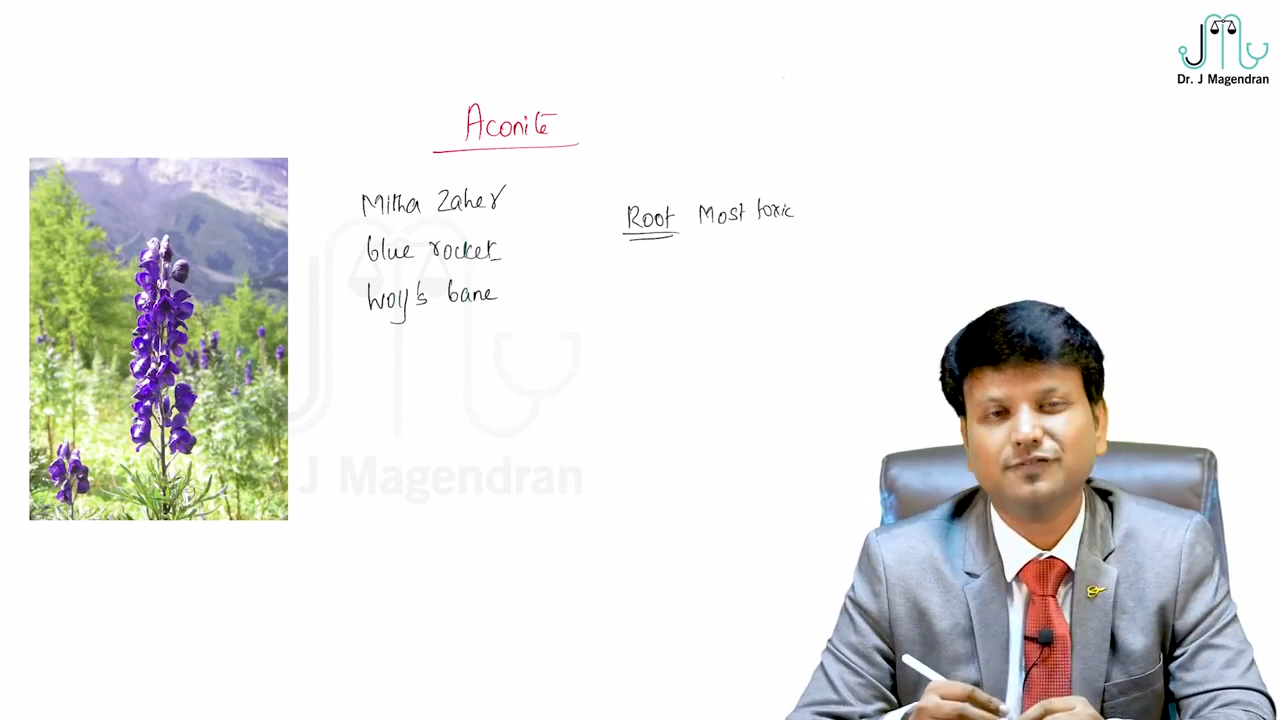 Dr. J Magendran
Aconite
Mitha Zaher
Root Most toxic
blue rocket
Wolf's bane
J Magendran